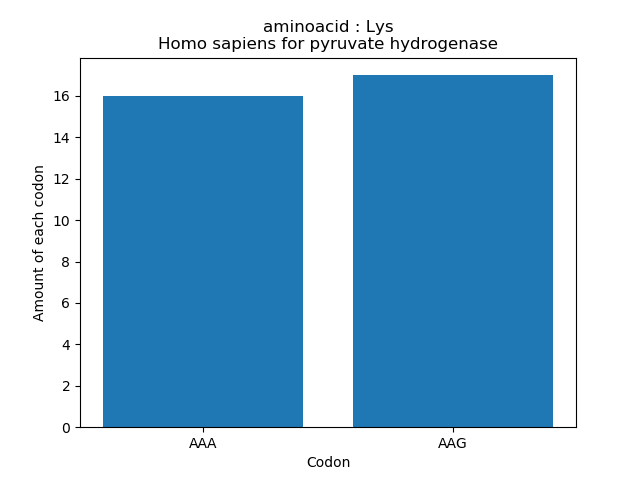 aminoacid : Lys
Homo sapiens for pyruvate hydrogenase
16
14
12
10
8
6
4
2
0
Amount of each codon
AAA
AAG
Codon